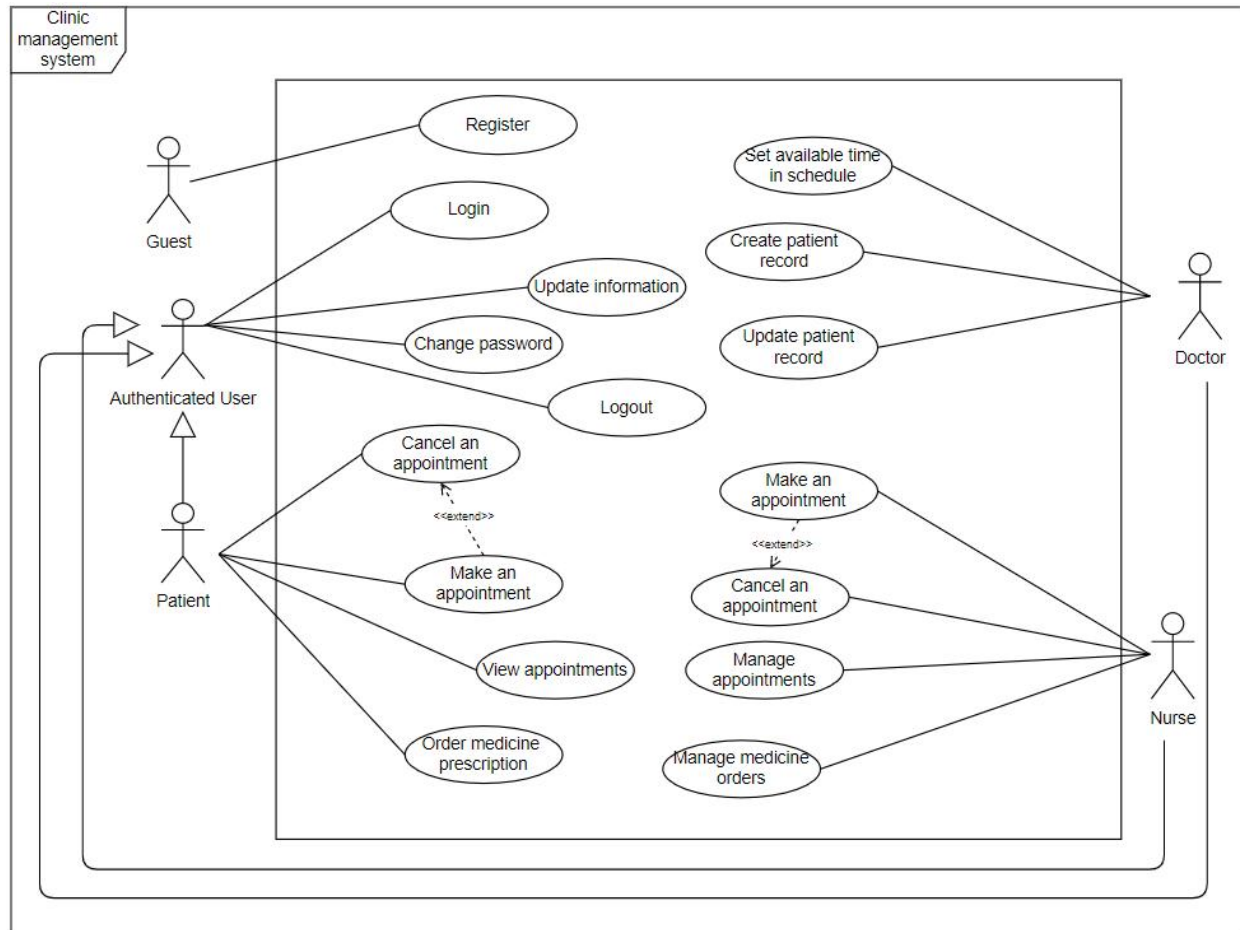 Clinic
management
system
Register
Guest
Login
Update information
Change password
Logout
Authenticated User
Cancel an
appointment
<<extend>>
Make an
appointment
Patient
View appointments
Order medicine
prescription
Set available time
in schedule
Create patient
record
Update patient
record
Doctor
Make an
appointment
<<extend>>
Cancel an
appointment
Manage
appointments
Nurse
Manage medicine
orders